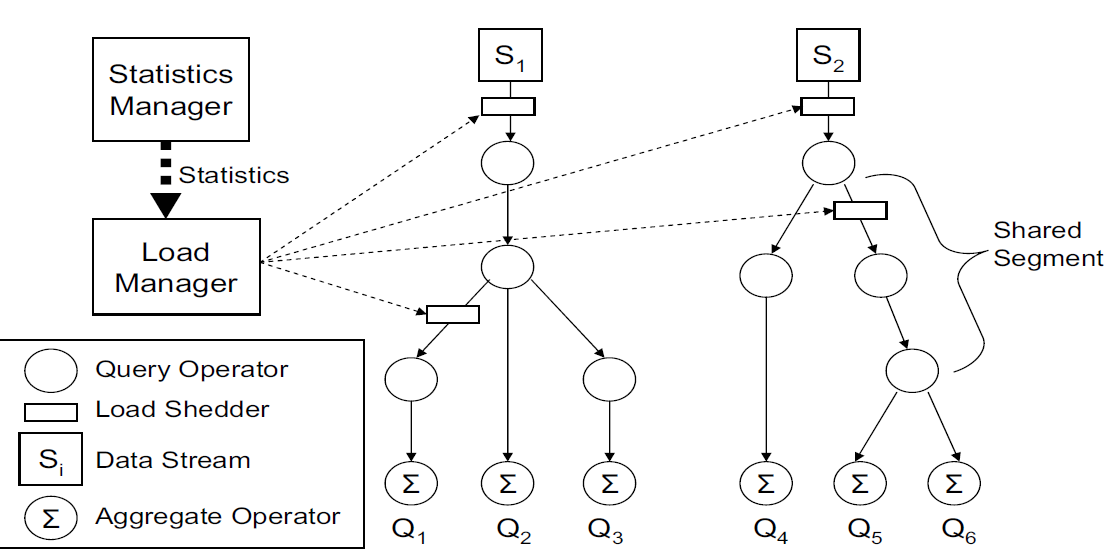 Statistics
Manager
Statistics
Load
Manager
S1
S2
Shared
Segment
Query Operator
Load Shedder
Si
Data Stream
Σ
Aggregate Operator
Σ
Σ
Σ
Σ
Σ
Σ
Q1
Q2
Q3
Q4
Q5
Q6